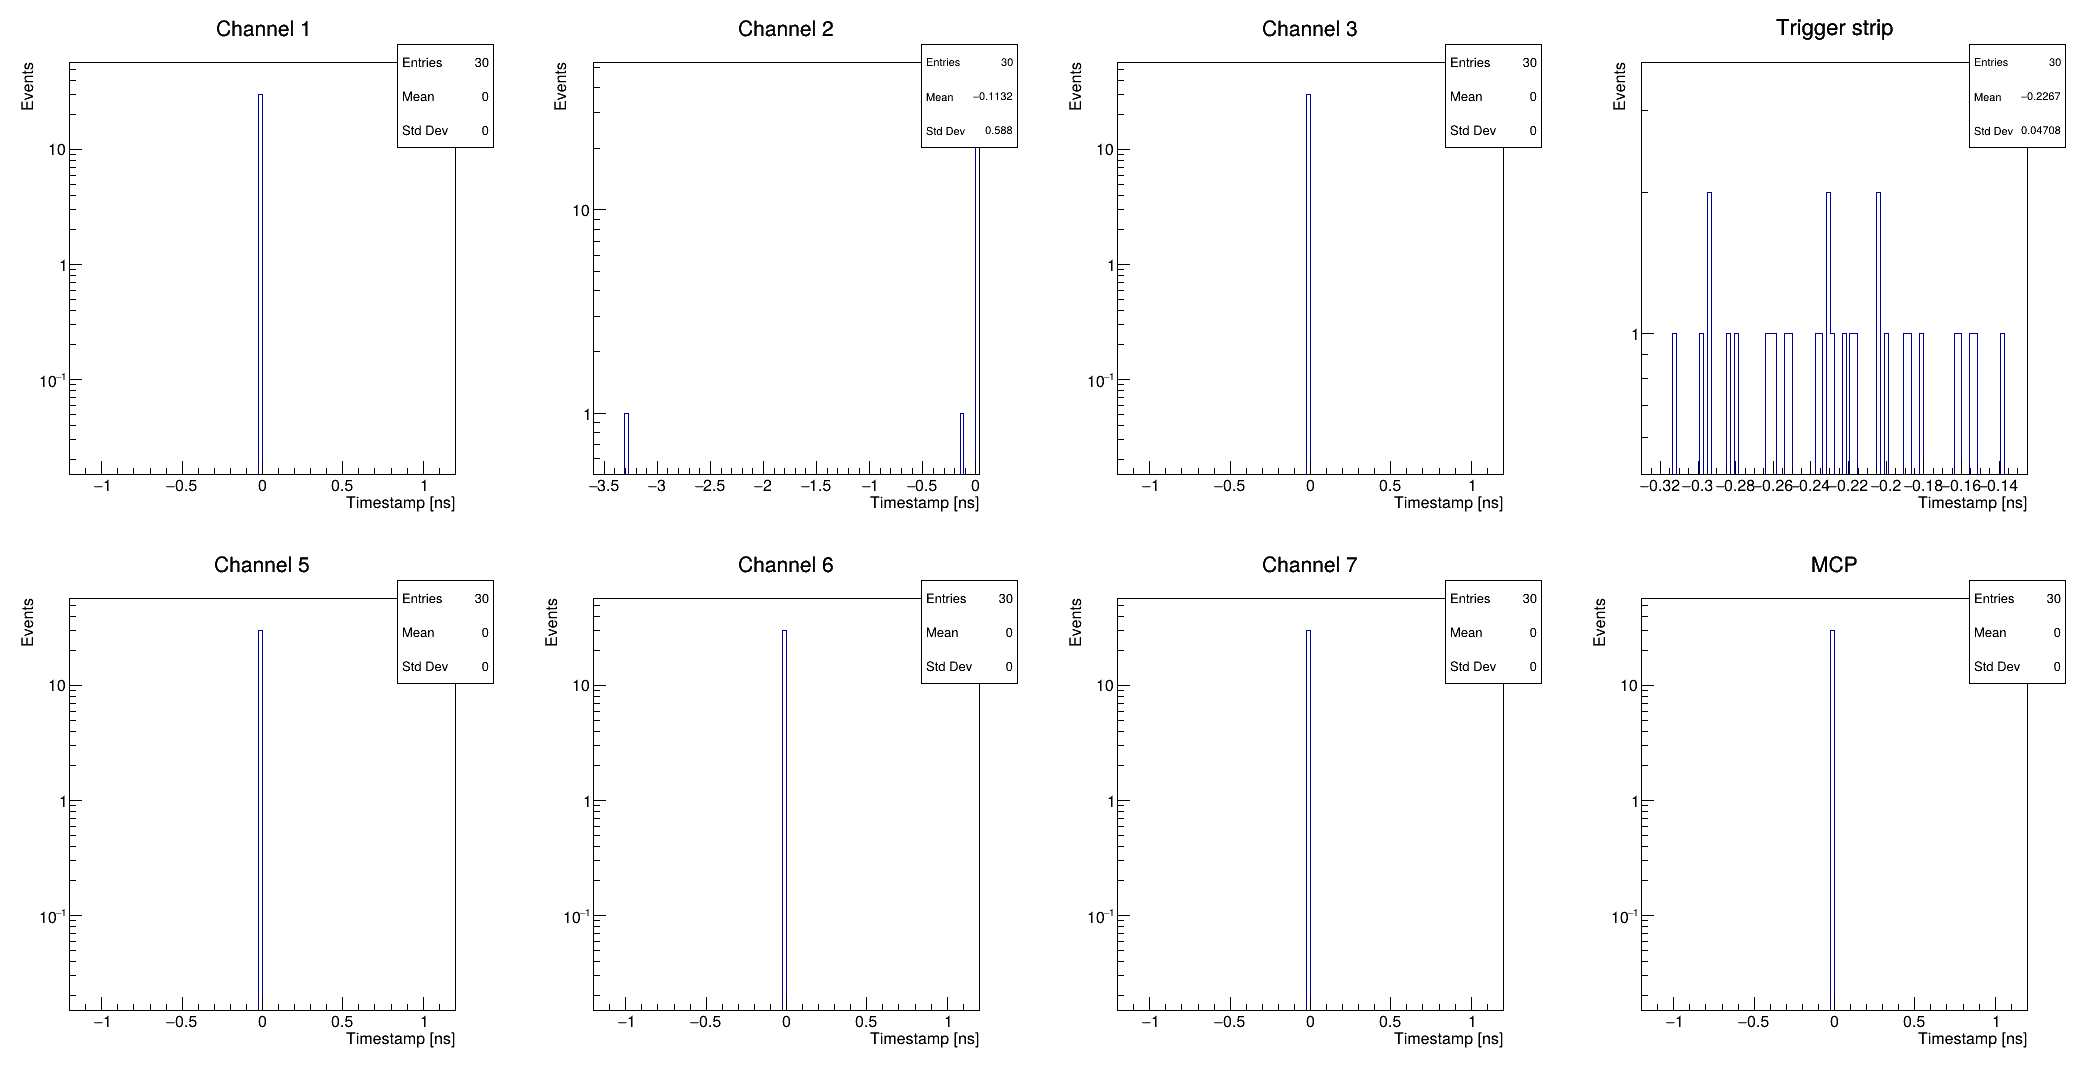 Channel 1
Events
Entries 30
Mean 0
Std Dev 0
10
1
10⁻¹
−1 −0.5 0 0.5 1
Timestamp [ns]
Channel 2
Events
Entries 30
Mean −0.1132
Std Dev 0.588
10
1
−3.5 −3 −2.5 −2 −1.5 −1 −0.5 0
Timestamp [ns]
Channel 3
Events
Entries 30
Mean 0
Std Dev 0
10
1
10⁻¹
−1 −0.5 0 0.5 1
Timestamp [ns]
Trigger strip
Events
Entries 30
Mean −0.2267
Std Dev 0.04708
1
−0.32 −0.3 −0.28 −0.26 −0.24 −0.22 −0.2 −0.18 −0.16 −0.14
Timestamp [ns]
Channel 5
Events
Entries 30
Mean 0
Std Dev 0
10
1
10⁻¹
−1 −0.5 0 0.5 1
Timestamp [ns]
Channel 6
Events
Entries 30
Mean 0
Std Dev 0
10
1
10⁻¹
−1 −0.5 0 0.5 1
Timestamp [ns]
Channel 7
Events
Entries 30
Mean 0
Std Dev 0
10
1
10⁻¹
−1 −0.5 0 0.5 1
Timestamp [ns]
MCP
Events
Entries 30
Mean 0
Std Dev 0
10
1
10⁻¹
−1 −0.5 0 0.5 1
Timestamp [ns]